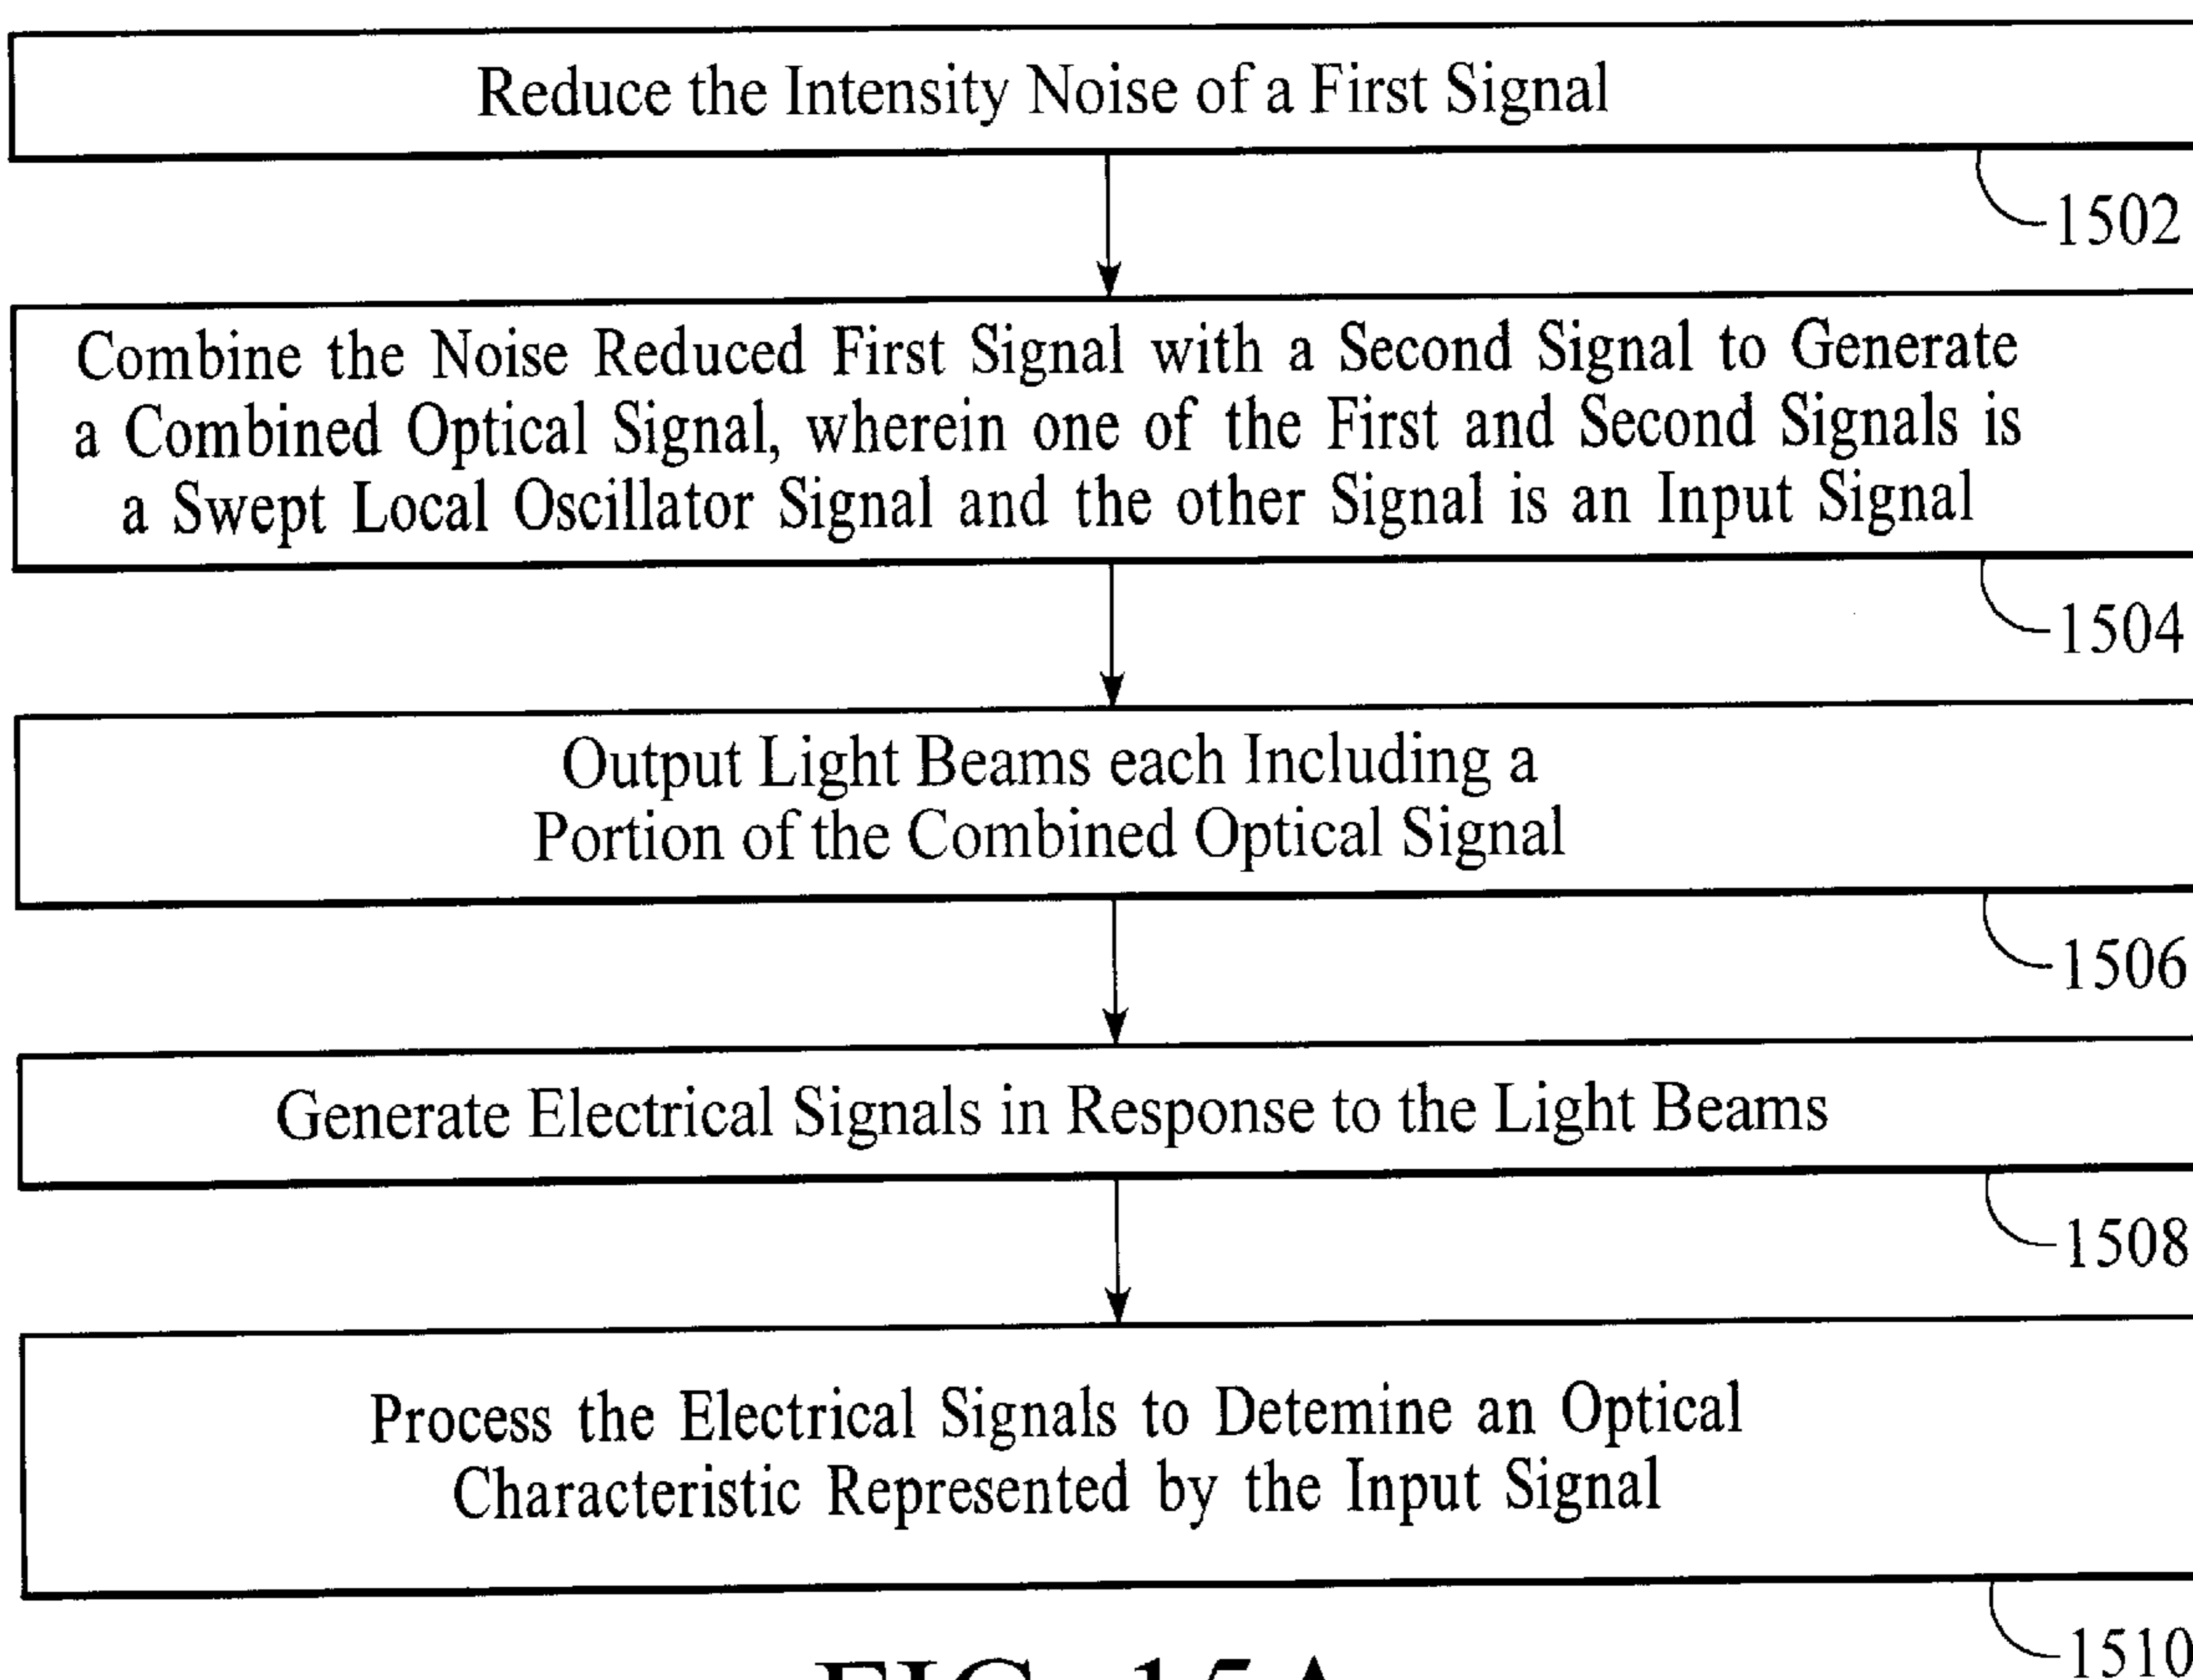 Reduce the Intensity Noise of a First Signal
1502
Combine the Noise Reduced First Signal with a Second Signal to Generate
a Combined Optical Signal, wherein one of the First and Second Signals is
a Swept Local Oscillator Signal and the other Signal is an Input Signal
1504
Output Light Beams each Including a
Portion of the Combined Optical Signal
1506
Generate Electrical Signals in Response to the Light Beams
1508
Process the Electrical Signals to Detemine an Optical
Characteristic Represented by the Input Signal
1510
FIG. 15A